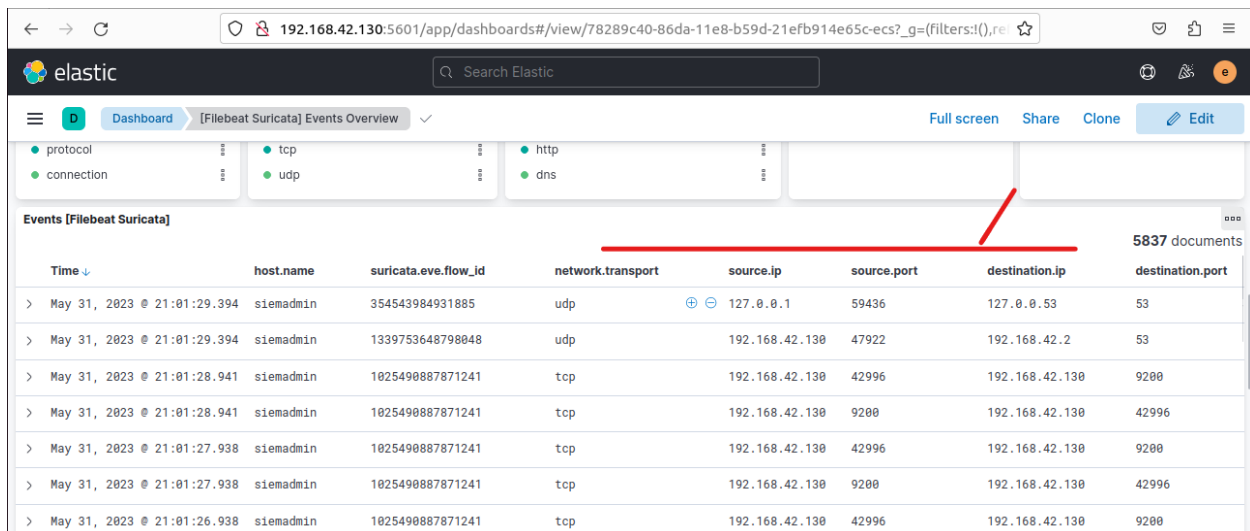 192.168.42.130:5601/app/dashboards#/view/78289c40-86da-11e8-b59d-21efb914e65c-ecs?_g=(filters:!(),re
elastic Search Elastic e
D Dashboard [Filebeat Suricata] Events Overview Full screen Share Clone Edit
protocol tcp http
connection udp dns
Events [Filebeat Suricata]
5837 documents
Time host.name suricata.eve.flow_id network.transport source.ip source.port destination.ip destination.port
May 31, 2023 @ 21:01:29.394 siemadmin 354543984931885 udp 127.0.0.1 59436 127.0.0.53 53
May 31, 2023 @ 21:01:29.394 siemadmin 1339753648798048 udp 192.168.42.130 47922 192.168.42.2 53
May 31, 2023 @ 21:01:28.941 siemadmin 1025490887871241 tcp 192.168.42.130 42996 192.168.42.130 9200
May 31, 2023 @ 21:01:28.941 siemadmin 1025490887871241 tcp 192.168.42.130 9200 192.168.42.130 42996
May 31, 2023 @ 21:01:27.938 siemadmin 1025490887871241 tcp 192.168.42.130 42996 192.168.42.130 9200
May 31, 2023 @ 21:01:27.938 siemadmin 1025490887871241 tcp 192.168.42.130 9200 192.168.42.130 42996
May 31, 2023 @ 21:01:26.938 siemadmin 1025490887871241 tcp 192.168.42.130 42996 192.168.42.130 9200